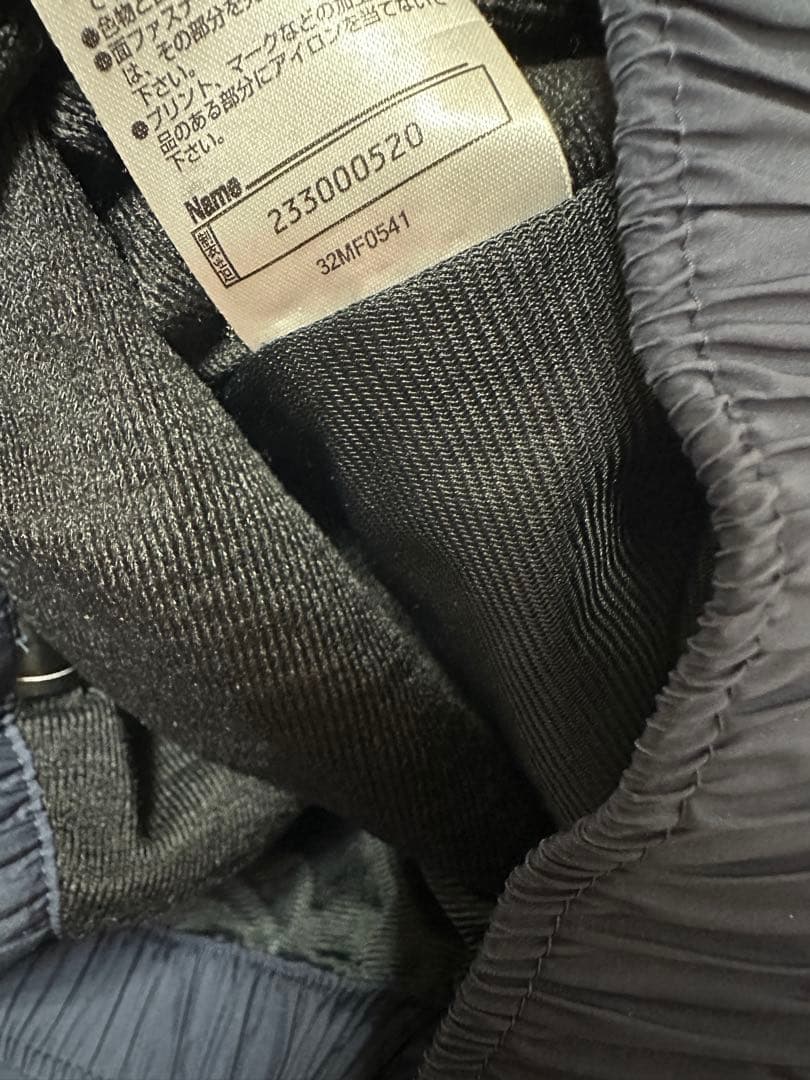 ●色物と
●面ファスナ
は、その部分を
下さい。
●プリント、マークなどの加工
品のある部分にアイロンを当てないで
下さい。
Name
233000520
32MF0541